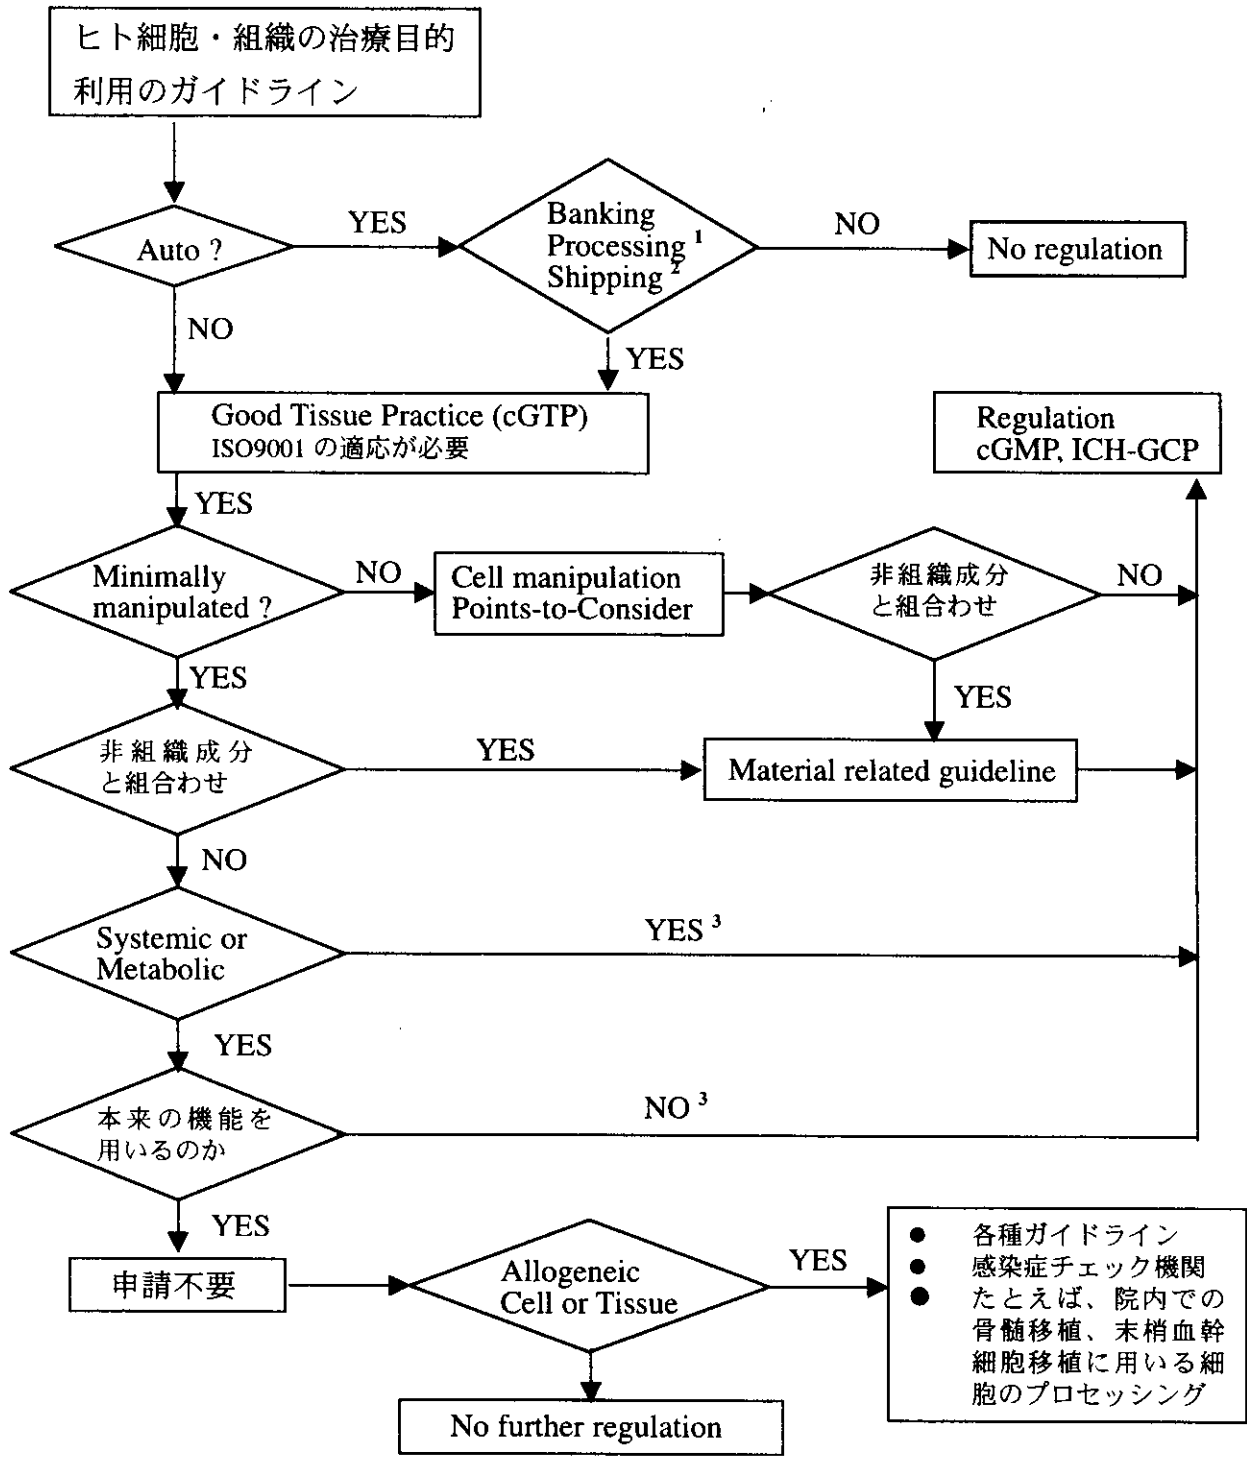 ヒト細胞・組織の治療目的
利用のガイドライン
Auto ?
YES
Banking
Processing 1
Shipping 2
NO
No regulation
NO
YES
Good Tissue Practice (cGTP)
ISO9001 の適応が必要
Regulation
cGMP, ICH-GCP
YES
Minimally
manipulated ?
NO
Cell manipulation
Points-to-Consider
非組織成分
と組合わせ
NO
YES
YES
非組織成分
と組合わせ
YES
Material related guideline
NO
Systemic or
Metabolic
YES 3
YES
本来の機能を
用いるのか
NO 3
YES
申請不要
Allogeneic
Cell or Tissue
YES
● 各種ガイドライン
● 感染症チェック機関
● たとえば、院内での
骨髄移植、末梢血幹
細胞移植に用いる細
胞のプロセッシング
No further regulation